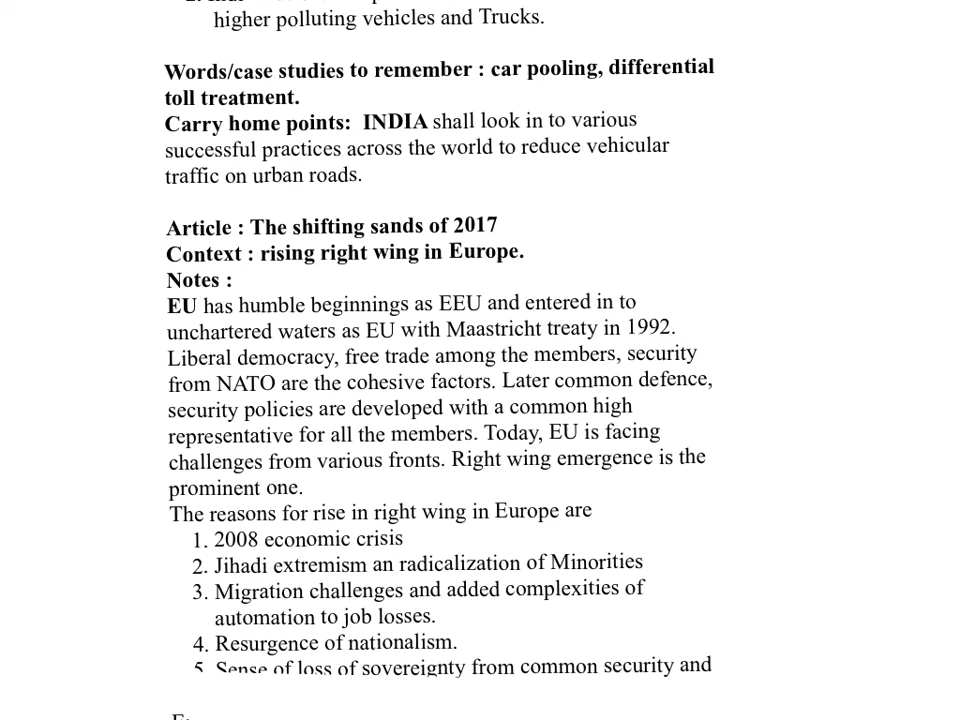 higher polluting vehicles and Trucks.
Words/case studies to remember : car pooling, differential
toll treatment.
Carry home points: INDIA shall look in to various
successful practices across the world to reduce vehicular
traffic on urban roads.
Article : The shifting sands of 2017
Context : rising right wing in Europe.
Notes :
EU has humble beginnings as EEU and entered in to
unchartered waters as EU with Maastricht treaty in 1992.
Liberal democracy, free trade among the members, security
from NATO are the cohesive factors. Later common defence,
security policies are developed with a common high
representative for all the members. Today, EU is facing
challenges from various fronts. Right wing emergence is the
prominent one.
The reasons for rise in right wing in Europe are
1. 2008 economic crisis
2. Jihadi extremism an radicalization of Minorities
3. Migration challenges and added complexities of
automation to job losses.
4. Resurgence of nationalism.
5. Sense of loss of sovereignty from common security and